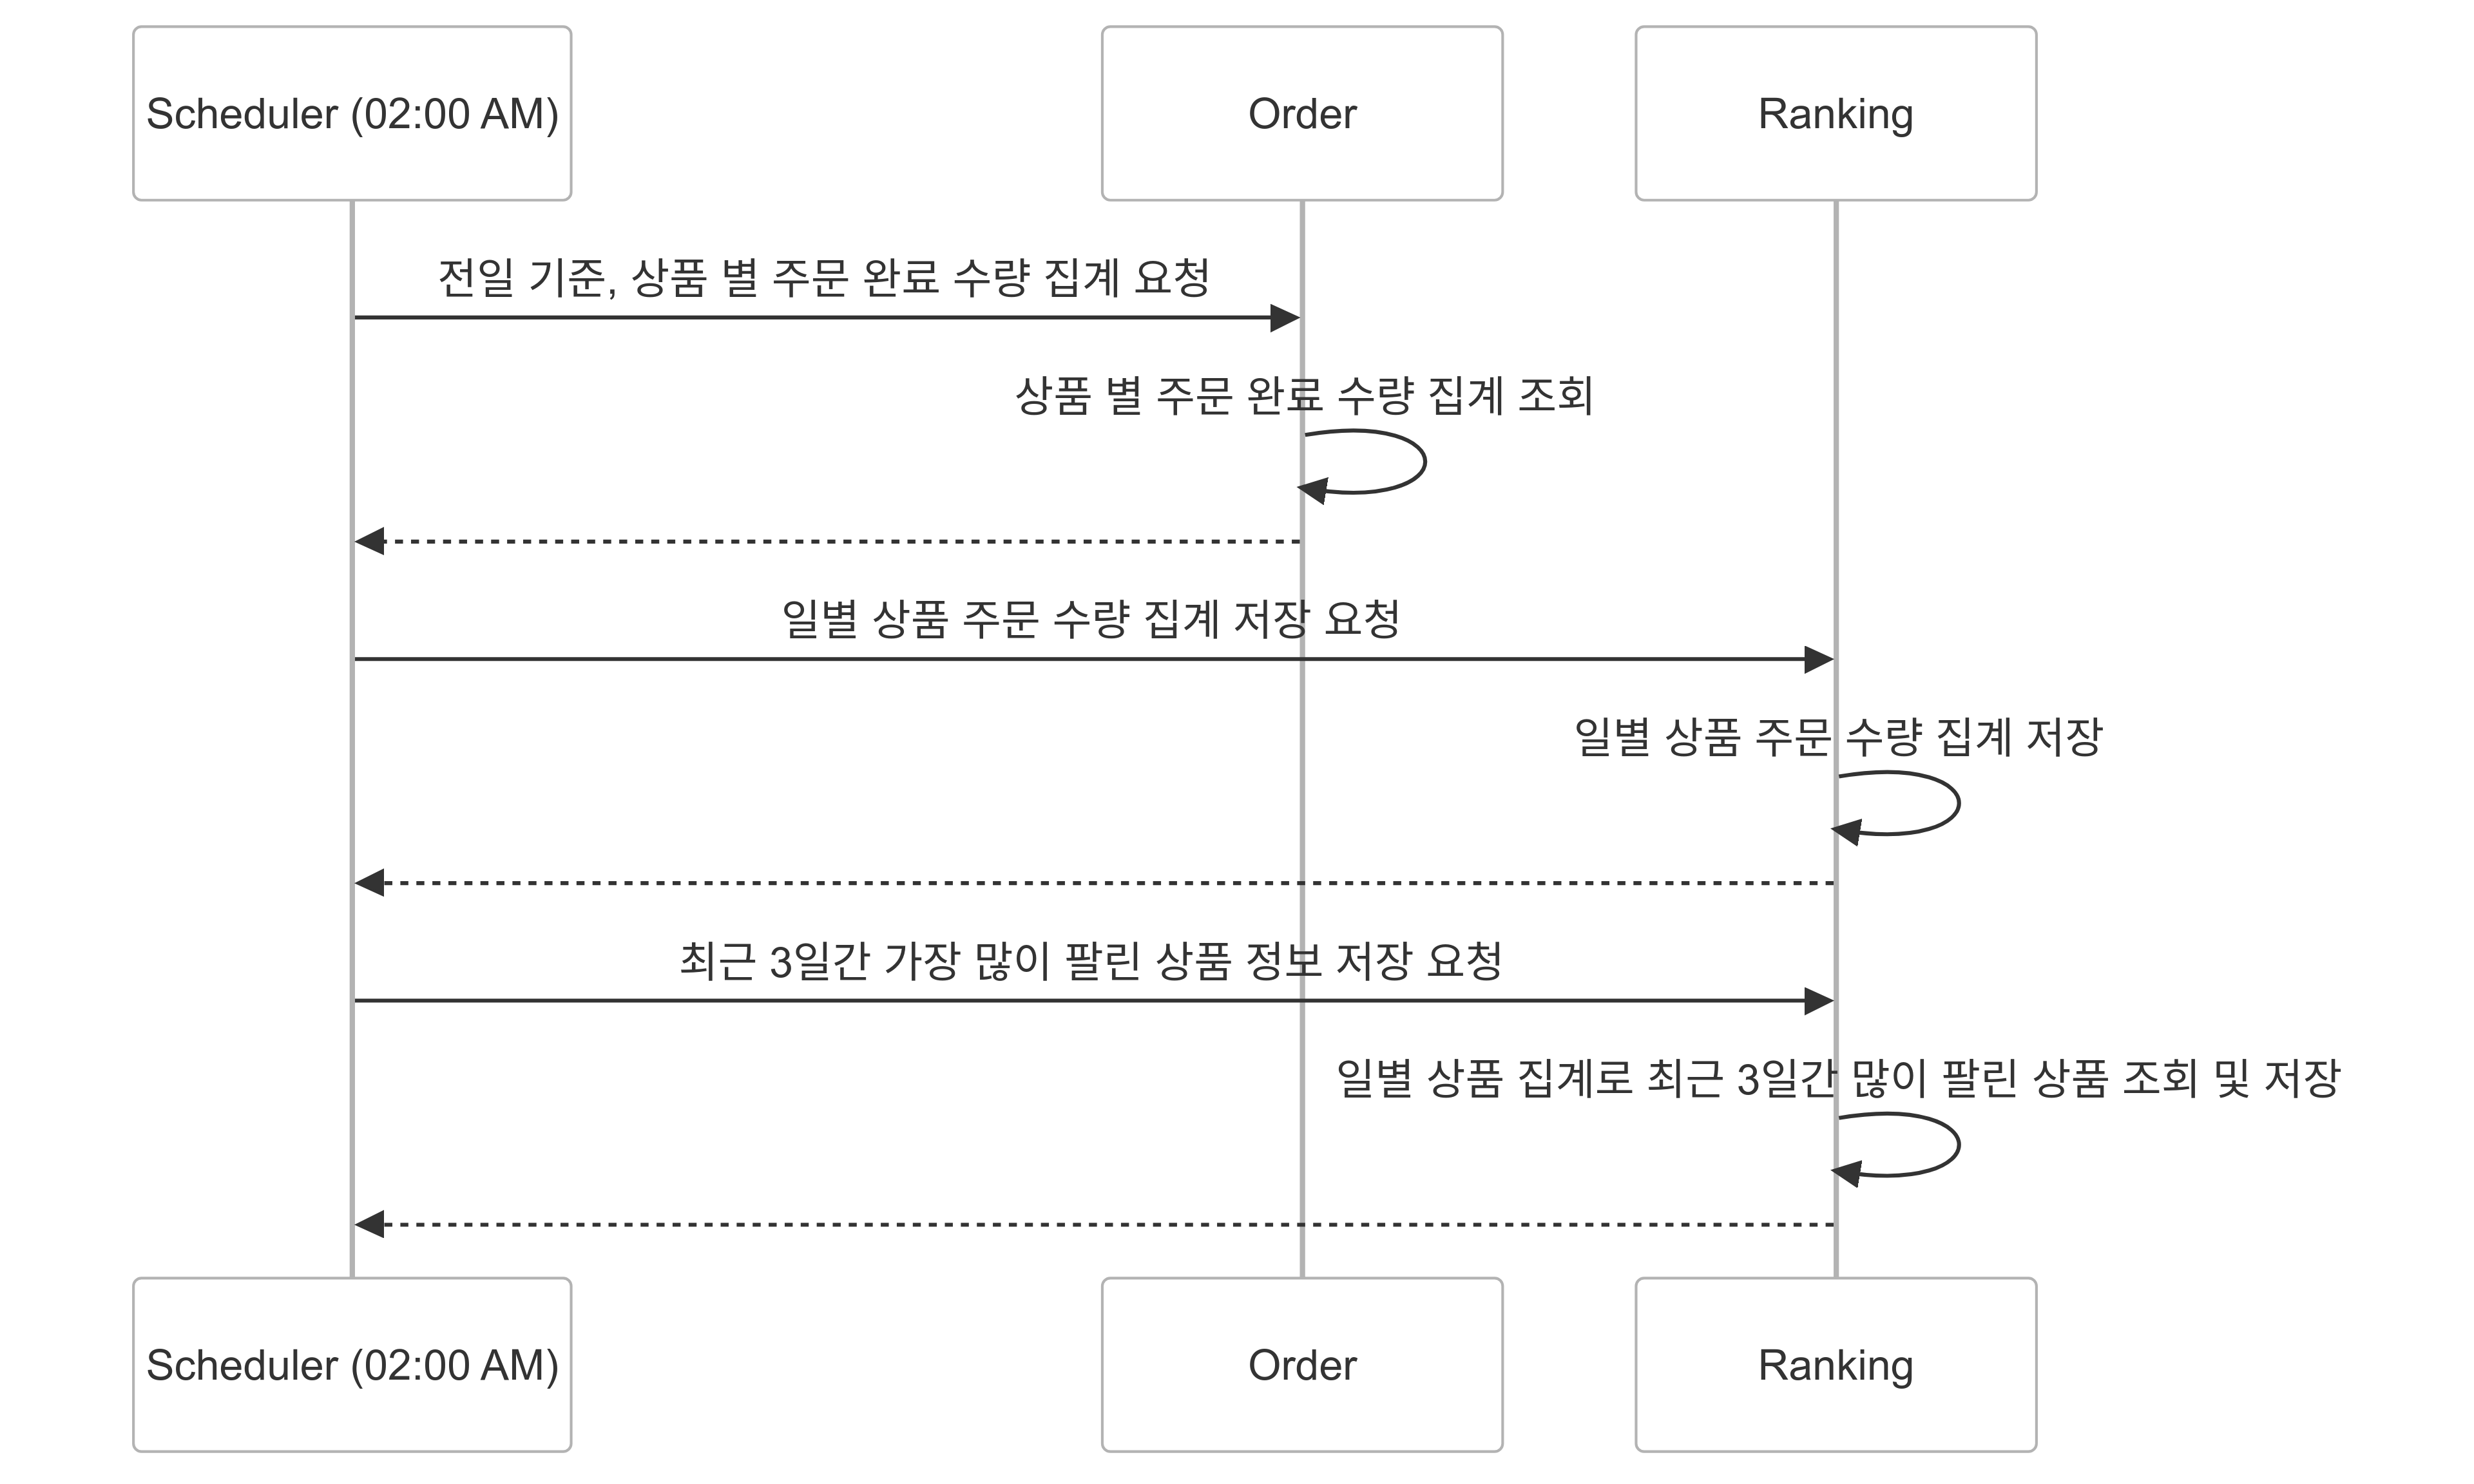 Scheduler (02:00 AM)
Order
Ranking
전일 기준, 상품 별 주문 완료 수량 집계 요청
상품 별 주문 완료 수량 집계 조회
일별 상품 주문 수량 집계 저장 요청
일별 상품 주문 수량 집계 저장
최근 3일간 가장 많이 팔린 상품 정보 저장 요청
일별 상품 집계로 최근 3일간 많이 팔린 상품 조회 및 저장
Scheduler (02:00 AM)
Order
Ranking